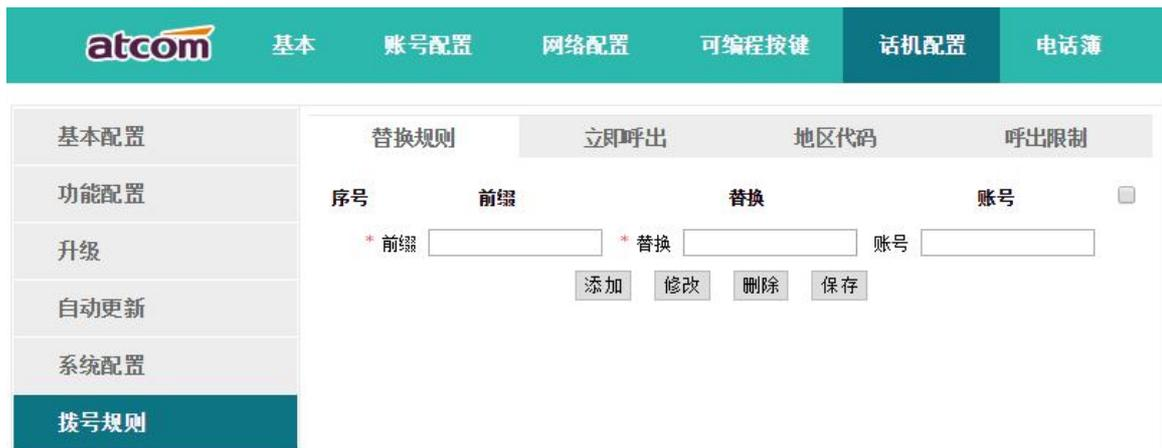 atcom 基本 账号配置 网络配置 可编程按键 话机配置 电话薄
基本配置
替换规则 立即呼出 地区代码 呼出限制
功能配置
序号 前缀 替换 账号
* 前缀 * 替换 账号
升级
添加 修改 删除 保存
自动更新
系统配置
拨号规则